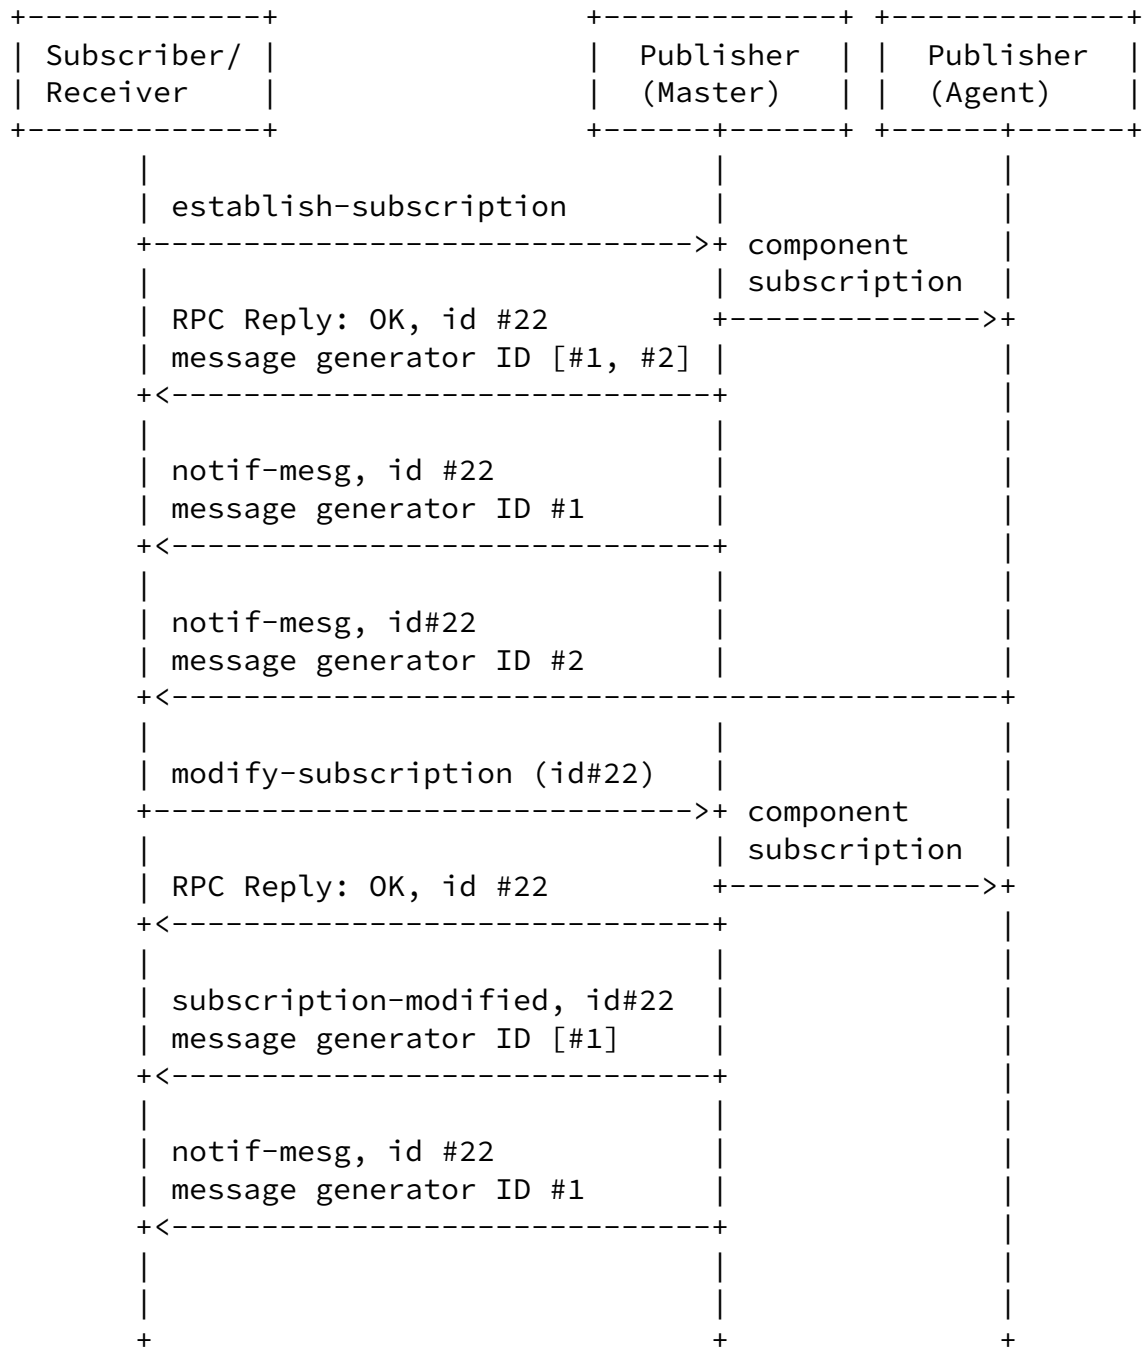 Subscriber/
Receiver
Publisher
(Master)
Publisher
(Agent)
establish-subscription
component
subscription
RPC Reply: OK, id #22
message generator ID [#1, #2]
notif-mesg, id #22
message generator ID #1
notif-mesg, id#22
message generator ID #2
modify-subscription (id#22)
component
subscription
RPC Reply: OK, id #22
subscription-modified, id#22
message generator ID [#1]
notif-mesg, id #22
message generator ID #1